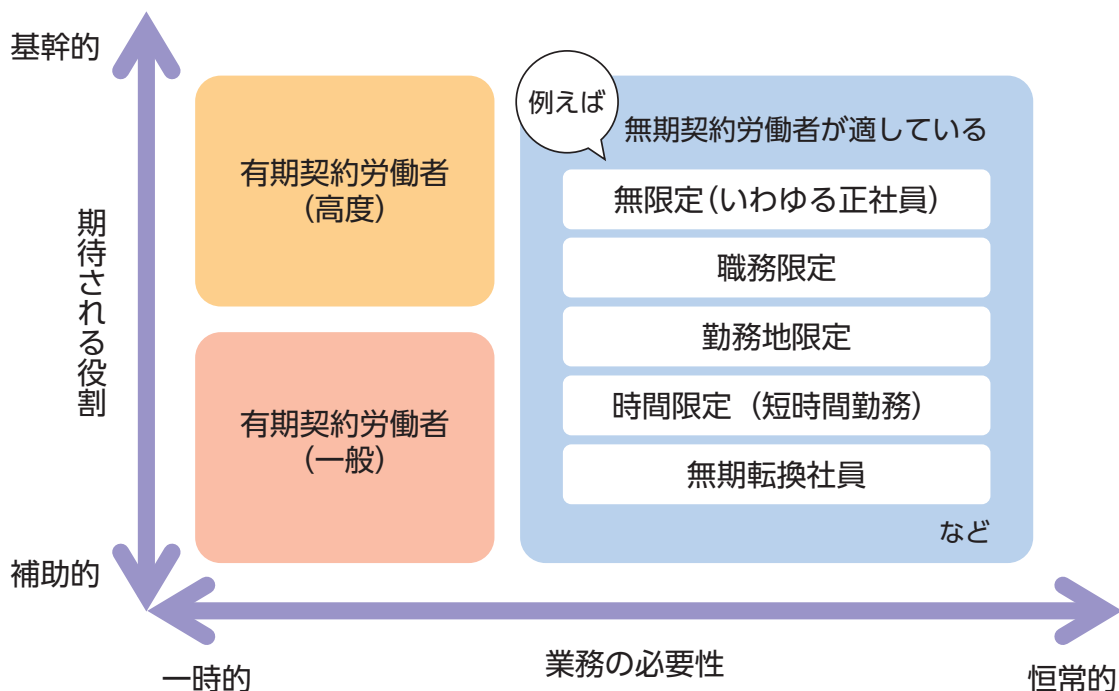 基幹的
期待される役割
補助的
有期契約労働者
（高度）
有期契約労働者
（一般）
例えば
無期契約労働者が適している
無限定（いわゆる正社員）
職務限定
勤務地限定
時間限定（短時間勤務）
無期転換社員
など
一時的
業務の必要性
恒常的